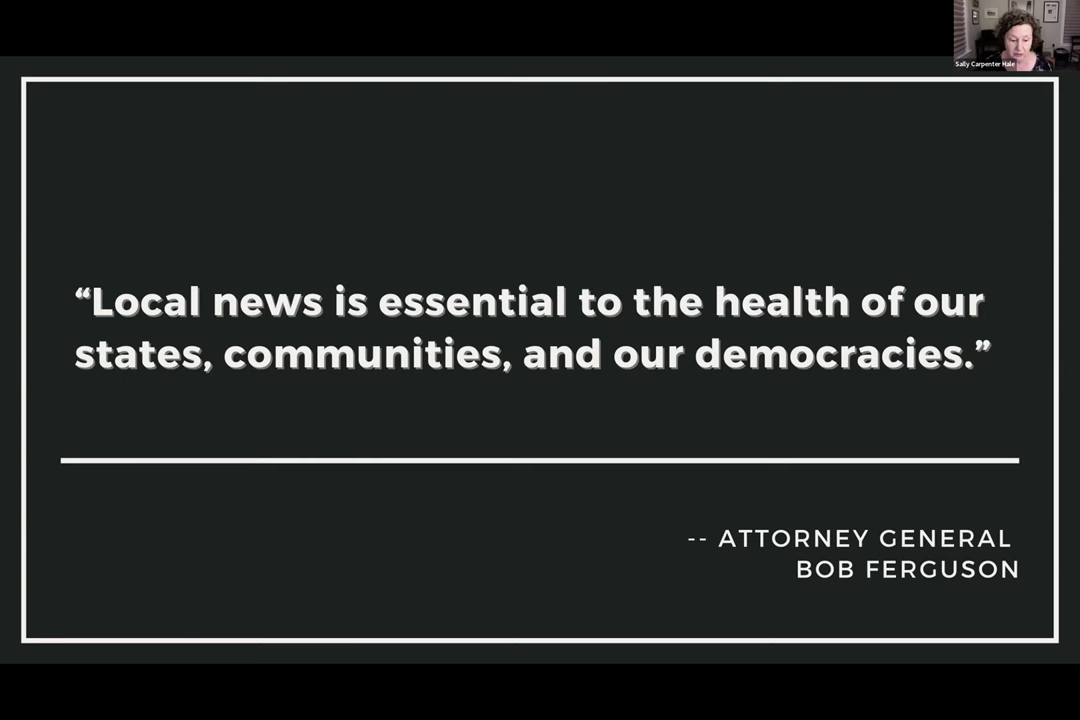 Sally Carpenter Hale
“Local news is essential to the health of our
states, communities, and our democracies.”
-- ATTORNEY GENERAL
BOB FERGUSON